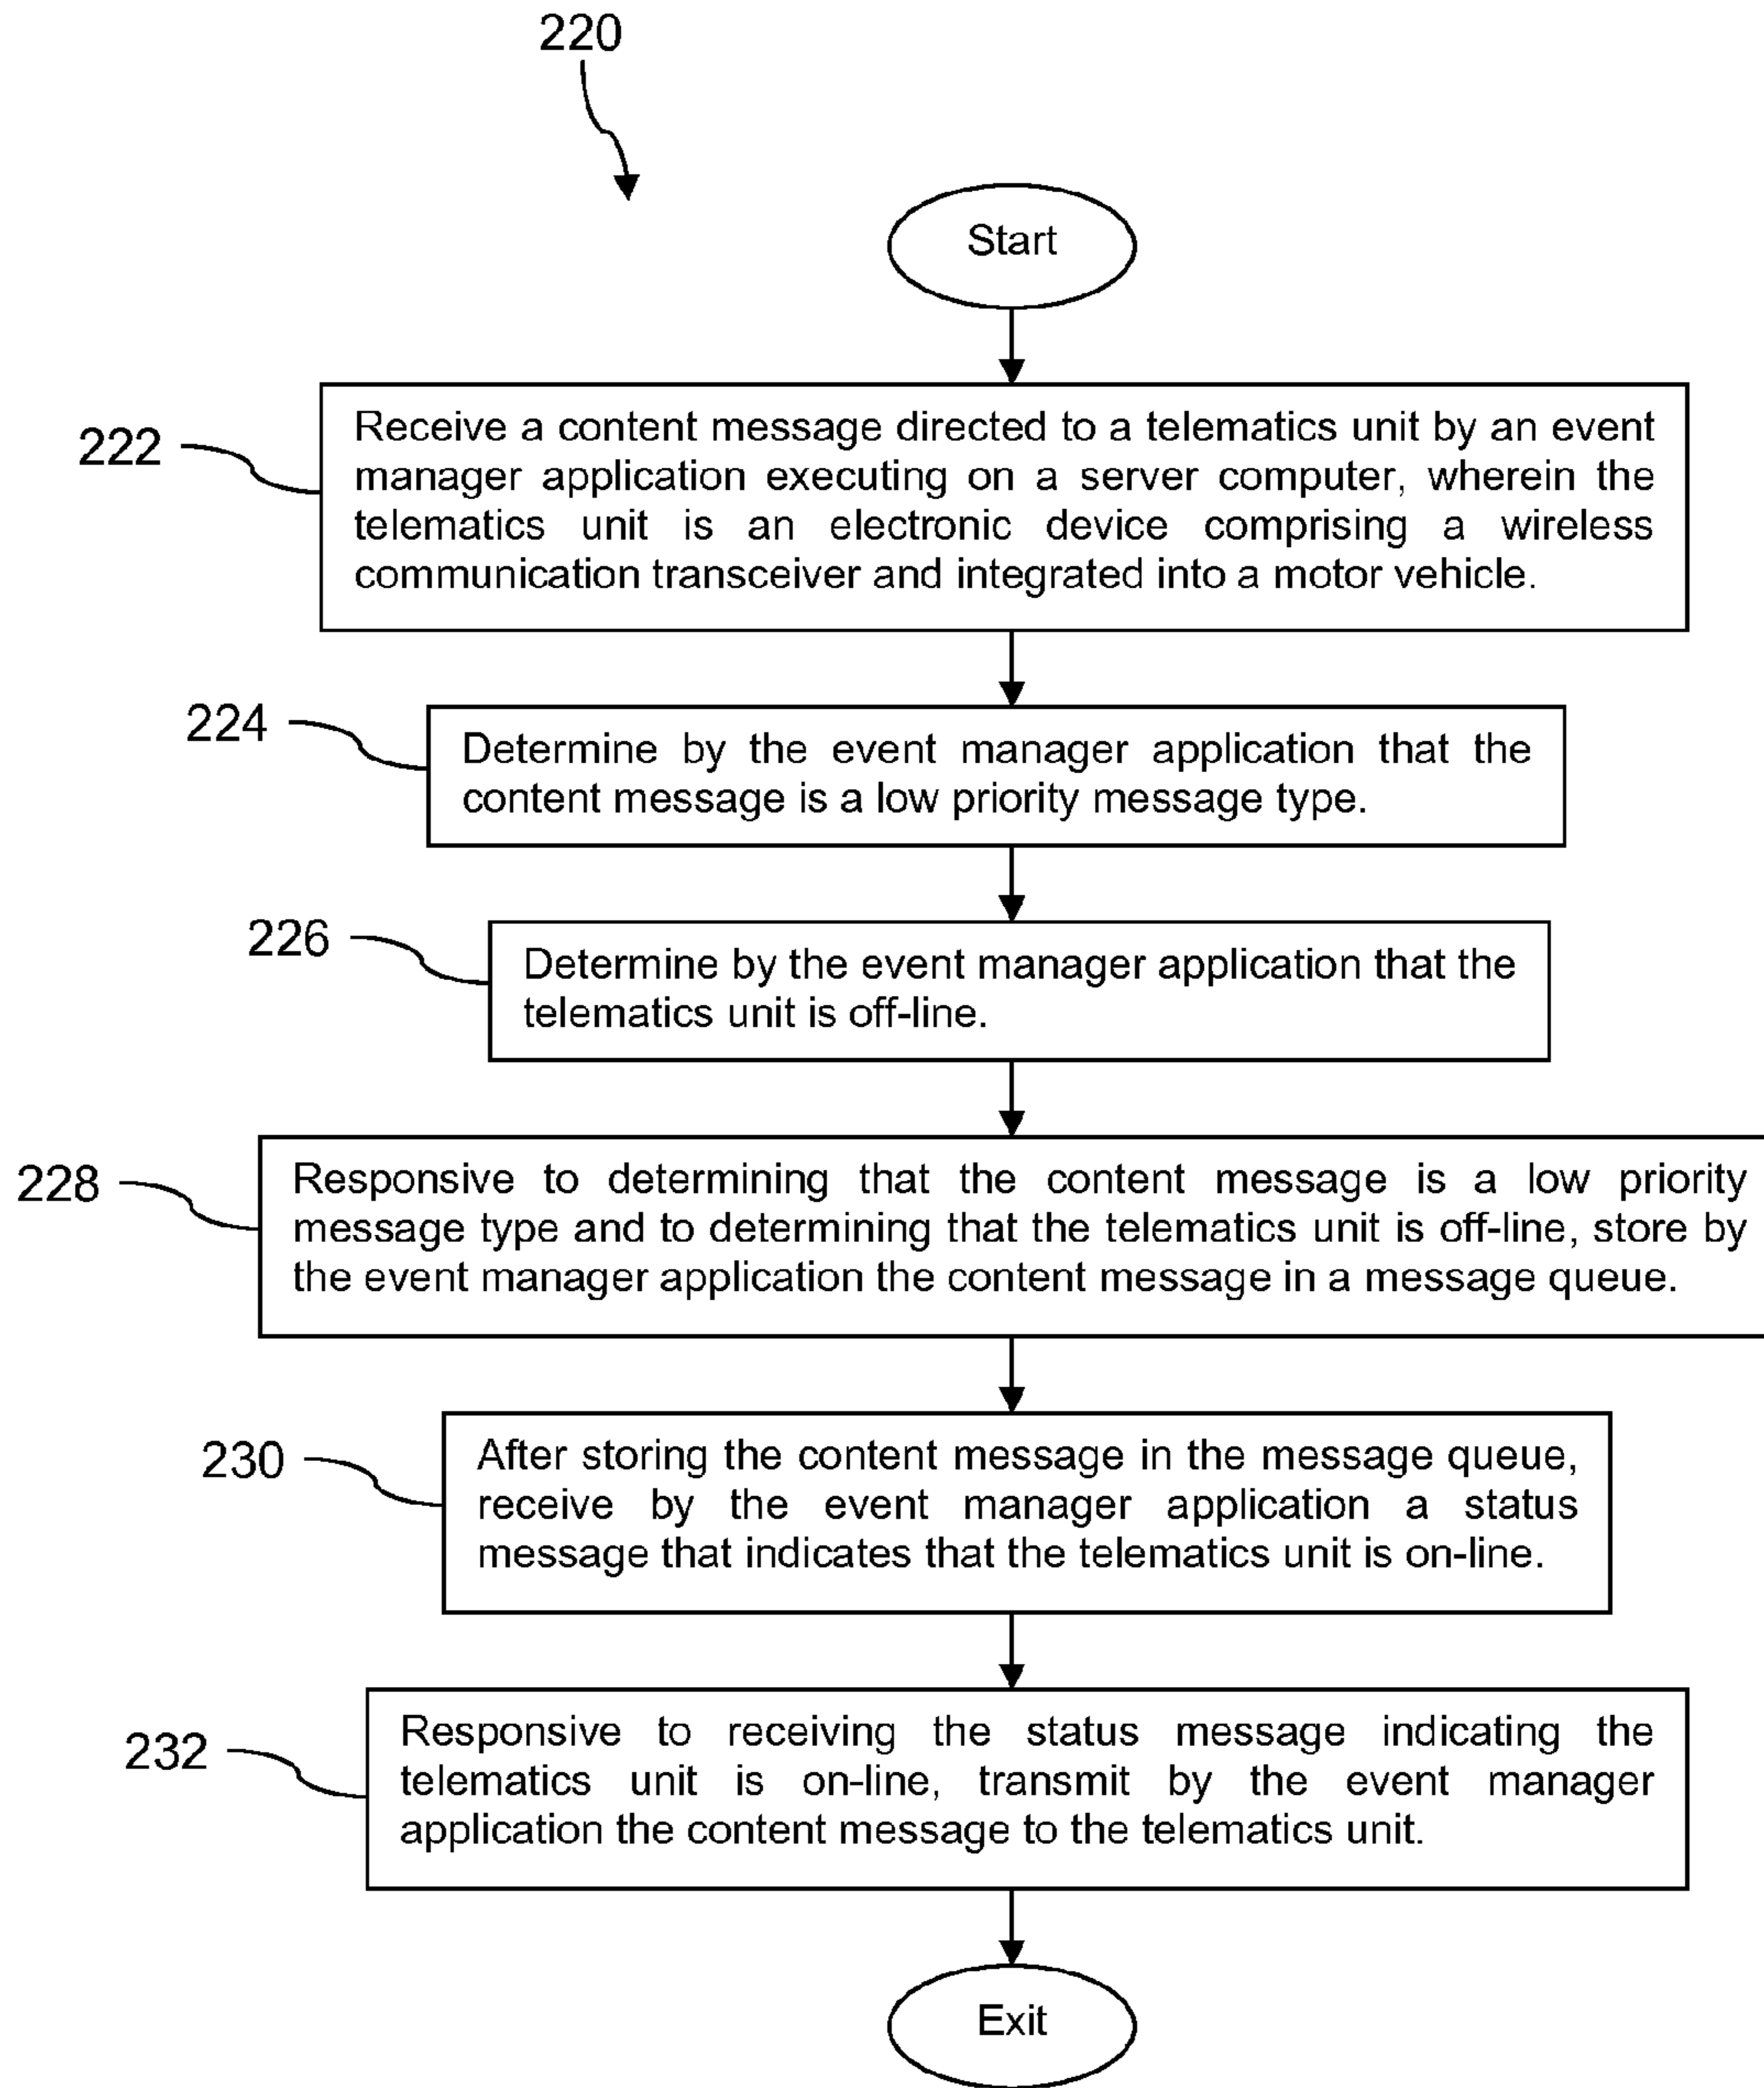 220
Start
222
Receive a content message directed to a telematics unit by an event
manager application executing on a server computer, wherein the
telematics unit is an electronic device comprising a wireless
communication transceiver and integrated into a motor vehicle.
224
Determine by the event manager application that the
content message is a low priority message type.
226
Determine by the event manager application that the
telematics unit is off-line.
228
Responsive to determining that the content message is a low priority
message type and to determining that the telematics unit is off-line, store by
the event manager application the content message in a message queue.
230
After storing the content message in the message queue,
receive by the event manager application a status
message that indicates that the telematics unit is on-line.
232
Responsive to receiving the status message indicating the
telematics unit is on-line, transmit by the event manager
application the content message to the telematics unit.
Exit